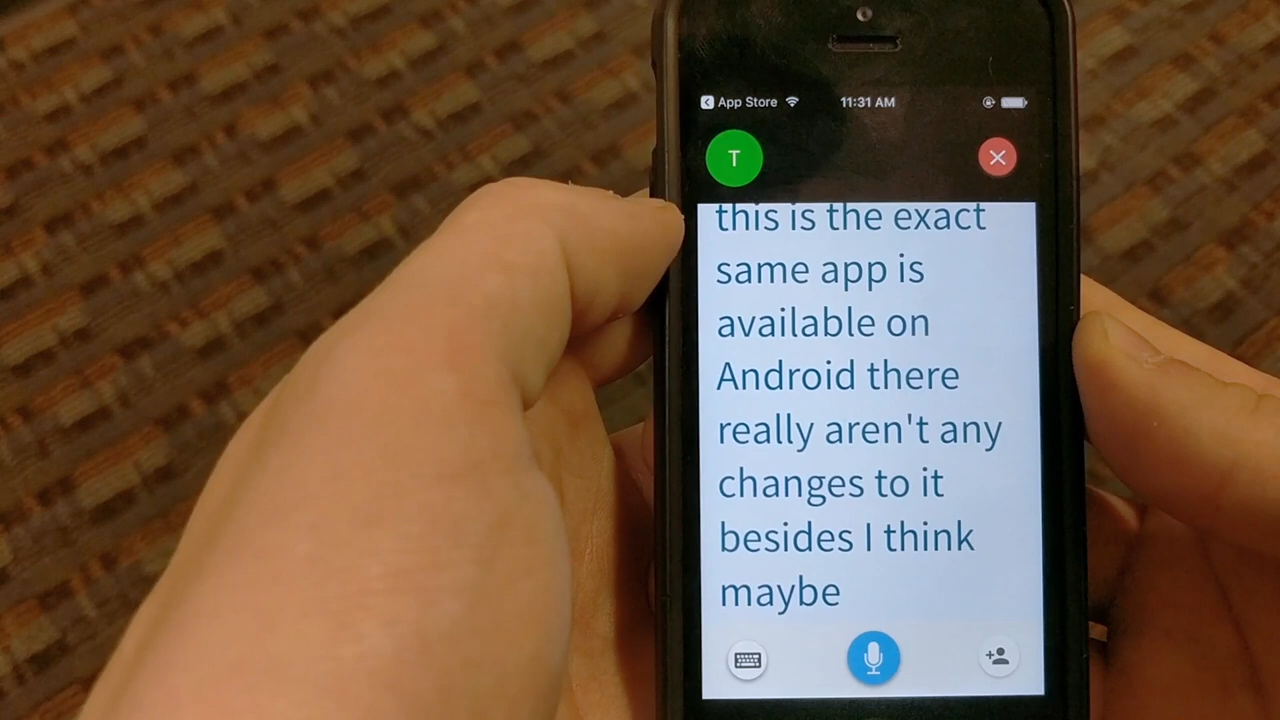 App Store 11:31 AM
T
this is the exact
same app is
available on
Android there
really aren't any
changes to it
besides I think
maybe